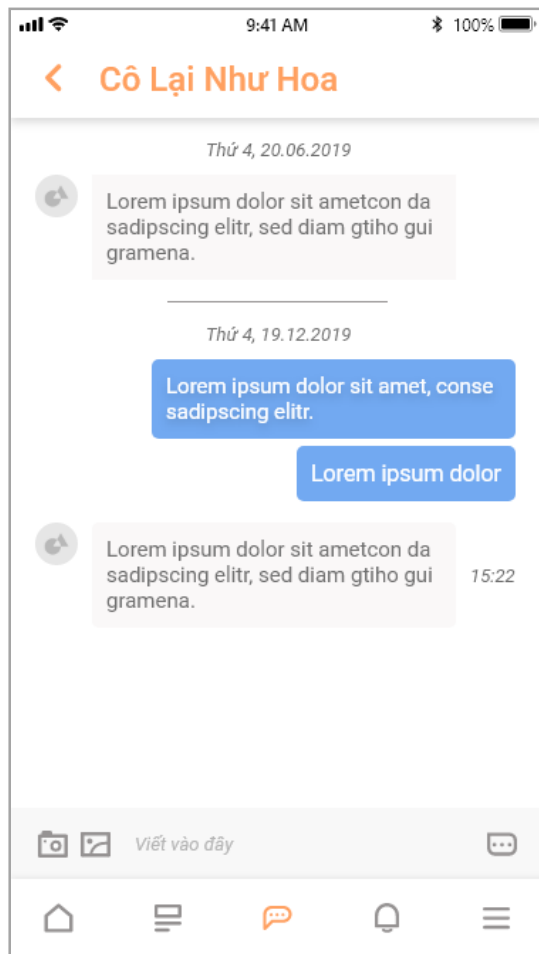 9:41 AM
100%
Cô Lại Như Hoa
Thứ 4, 20.06.2019
Lorem ipsum dolor sit ametcon da
sadipscing elitr, sed diam gtiho gui
gramena.
Thứ 4, 19.12.2019
Lorem ipsum dolor sit amet, conse
sadipscing elitr.
Lorem ipsum dolor
Lorem ipsum dolor sit ametcon da
sadipscing elitr, sed diam gtiho gui
gramena.
15:22
Viết vào đây